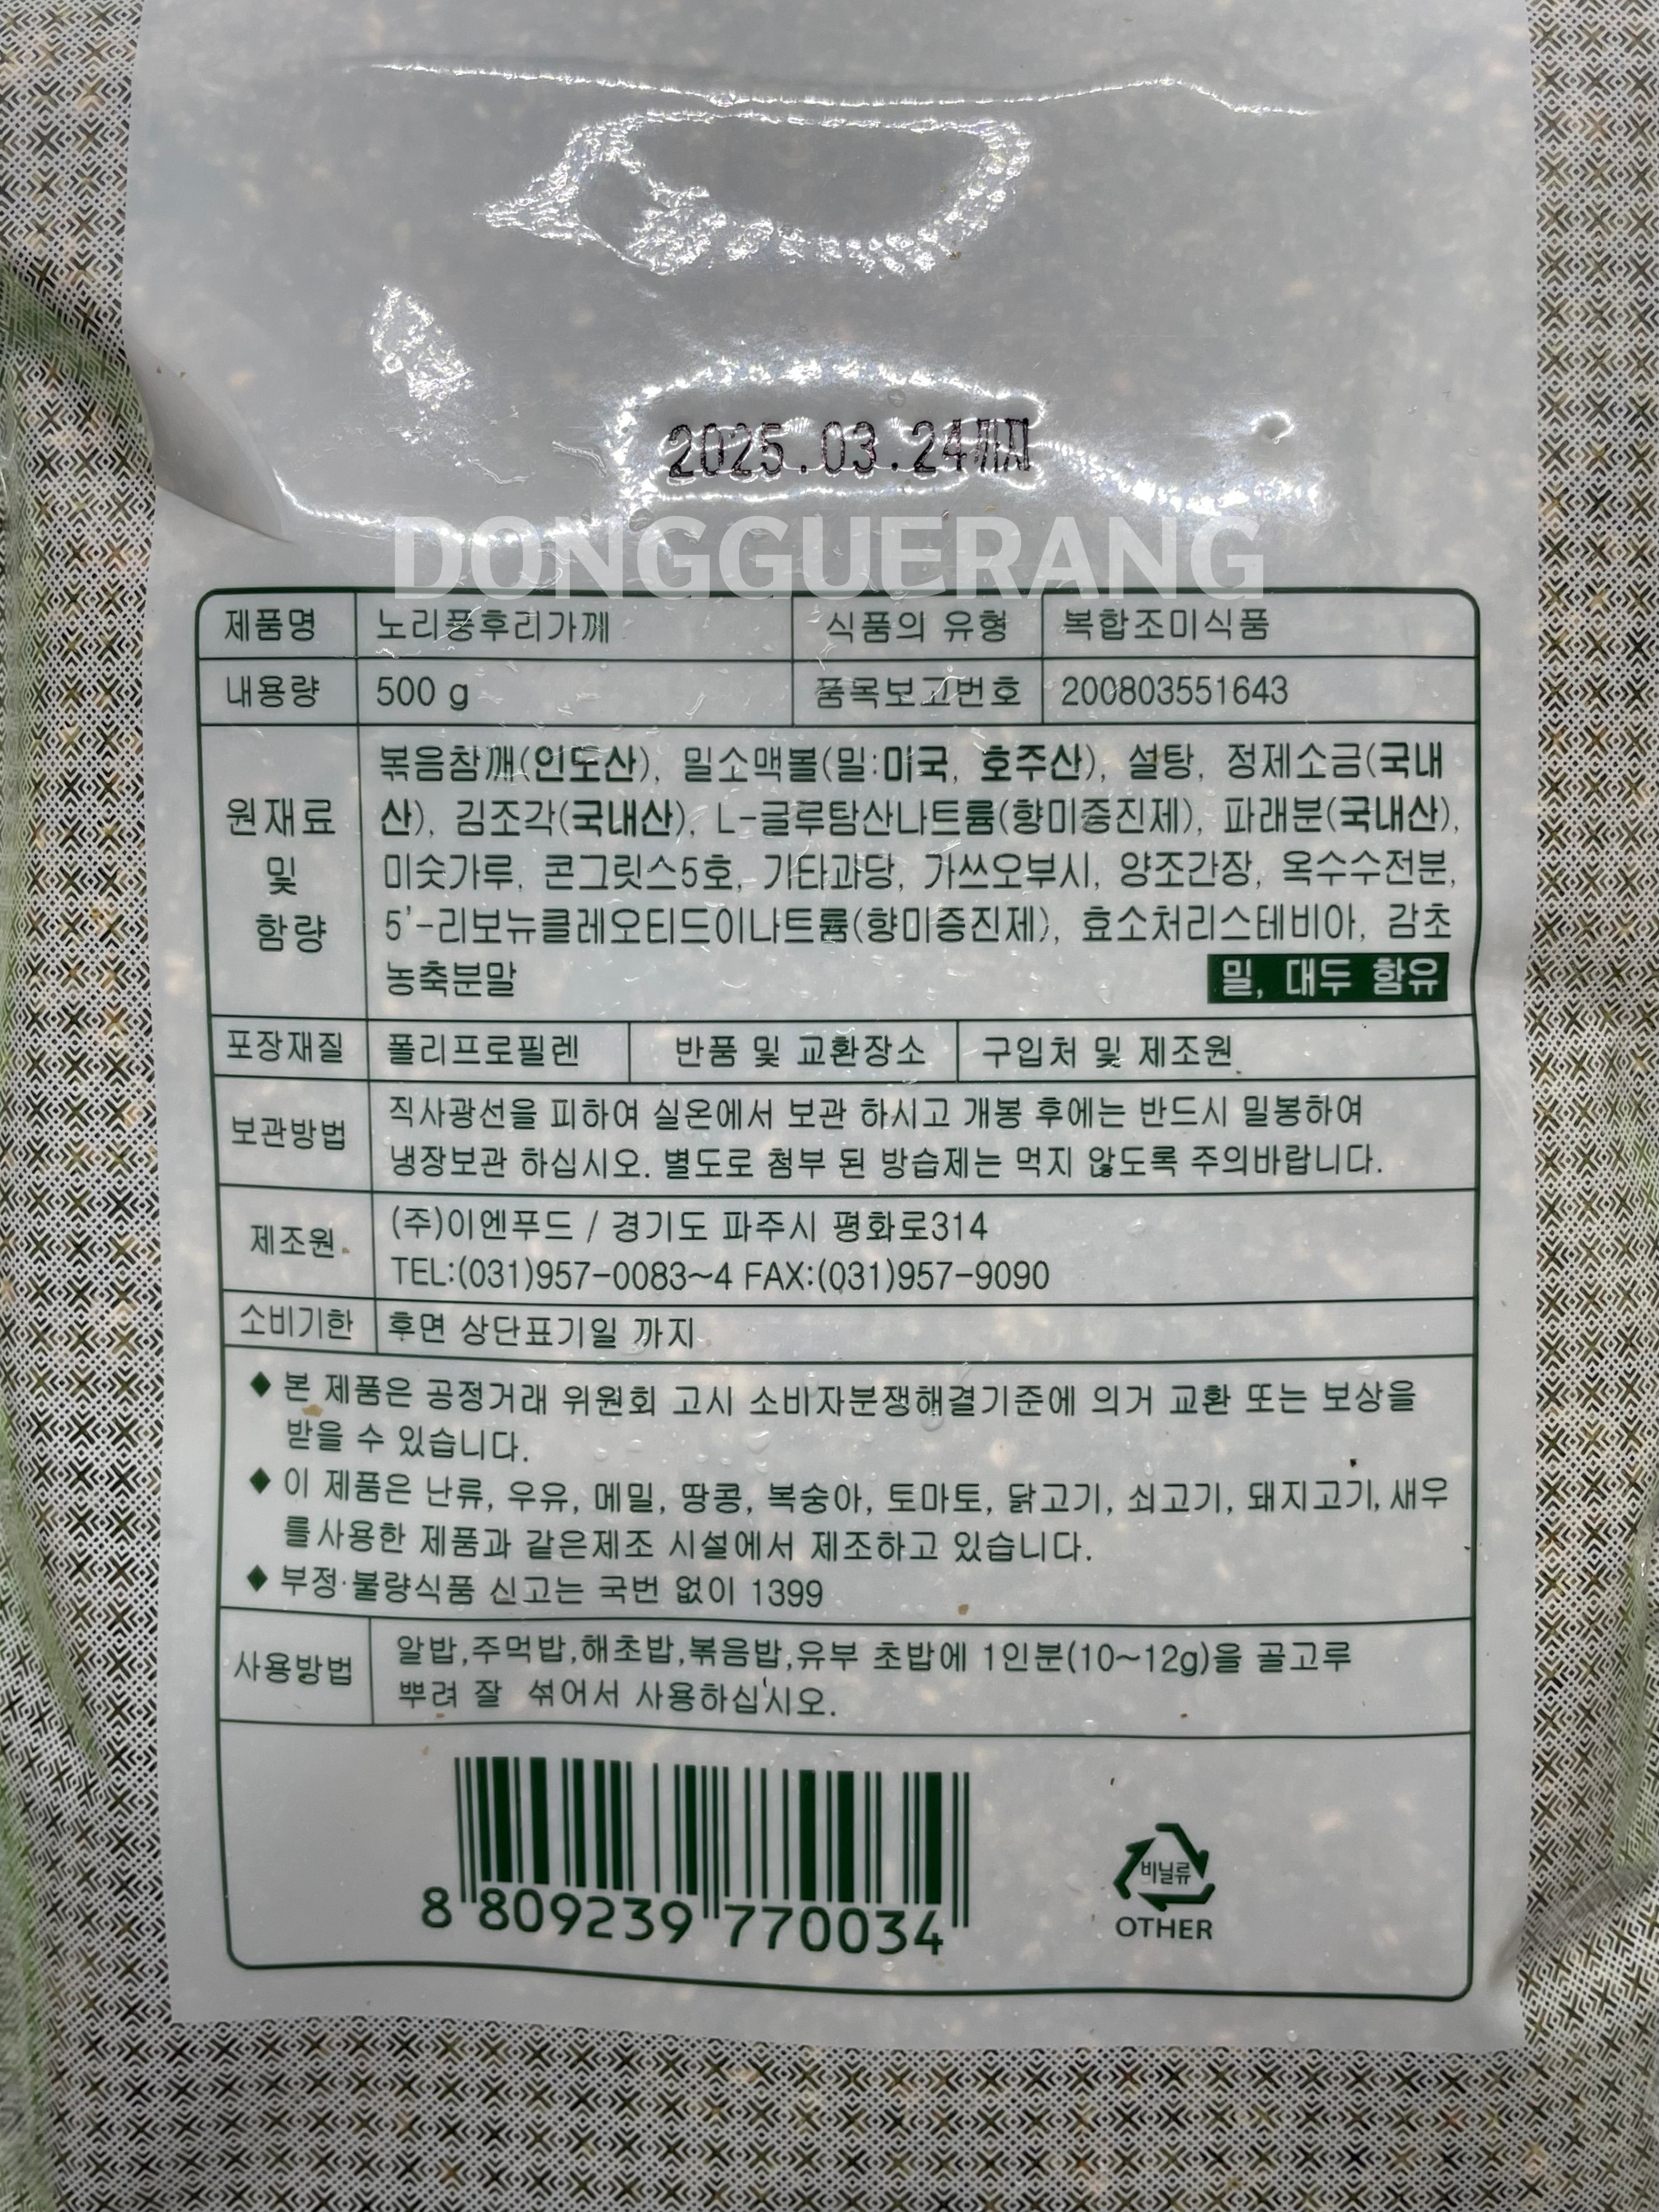 2025.03.24까지
DONGGUERANG
제품명 노리풍후리가께 식품의 유형 복합조미식품
내용량 500 g 품목보고번호 200803551643
원재료 및 함량
볶음참깨(인도산), 밀소맥볼(밀:미국, 호주산), 설탕, 정제소금(국내
산), 김조각(국내산), L-글루탐산나트륨(향미증진제), 파래분(국내산),
미숫가루, 콘그릿스5호, 기타과당, 가쓰오부시, 양조간장, 옥수수전분,
5'-리보뉴클레오티드이나트륨(향미증진제), 효소처리스테비아, 감초
농축분말 밀, 대두 함유
포장재질 폴리프로필렌 반품 및 교환장소 구입처 및 제조원
보관방법
직사광선을 피하여 실온에서 보관 하시고 개봉 후에는 반드시 밀봉하여
냉장보관 하십시오. 별도로 첨부 된 방습제는 먹지 않도록 주의바랍니다.
제조원
(주)이엔푸드 / 경기도 파주시 평화로314
TEL:(031)957-0083~4 FAX:(031)957-9090
소비기한 후면 상단표기일 까지
◆ 본 제품은 공정거래 위원회 고시 소비자분쟁해결기준에 의거 교환 또는 보상을
받을 수 있습니다.
◆ 이 제품은 난류, 우유, 메밀, 땅콩, 복숭아, 토마토, 닭고기, 쇠고기, 돼지고기, 새우
를사용한 제품과 같은제조 시설에서 제조하고 있습니다.
◆ 부정·불량식품 신고는 국번 없이 1399
사용방법
알밥,주먹밥,해초밥,볶음밥,유부 초밥에 1인분(10~12g)을 골고루
뿌려 잘 섞어서 사용하십시오.
8 809239 770034
비닐류
OTHER